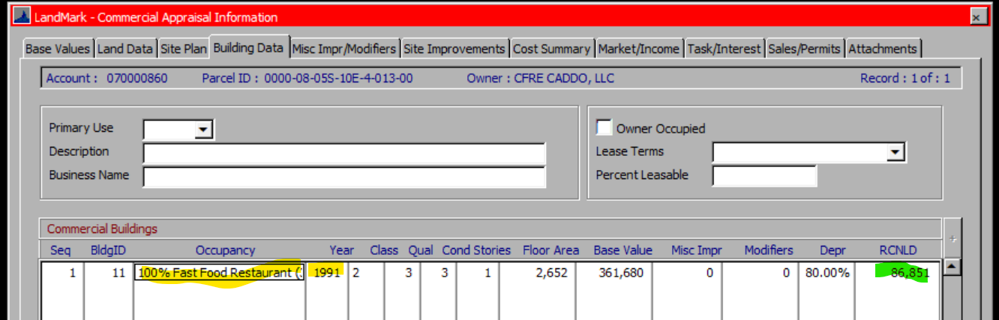 LandMark - Commercial Appraisal Information
Base Values Land Data Site Plan Building Data Misc Impr/Modifiers Site Improvements Cost Summary Market/Income Task/Interest Sales/Permits Attachments
Account : 070000860 Parcel ID : 0000-08-05S-10E-4-013-00 Owner : CFRE CADDO, LLC Record : 1 of : 1
Primary Use Owner Occupied
Description Lease Terms
Business Name Percent Leasable
Commercial Buildings
Seq BldgID Occupancy Year Class Qual Cond Stories Floor Area Base Value Misc Impr Modifiers Depr RCNLD
1 11 100% Fast Food Restaurant ( 1991 2 3 3 1 2,652 361,680 0 0 80.00% 86,851